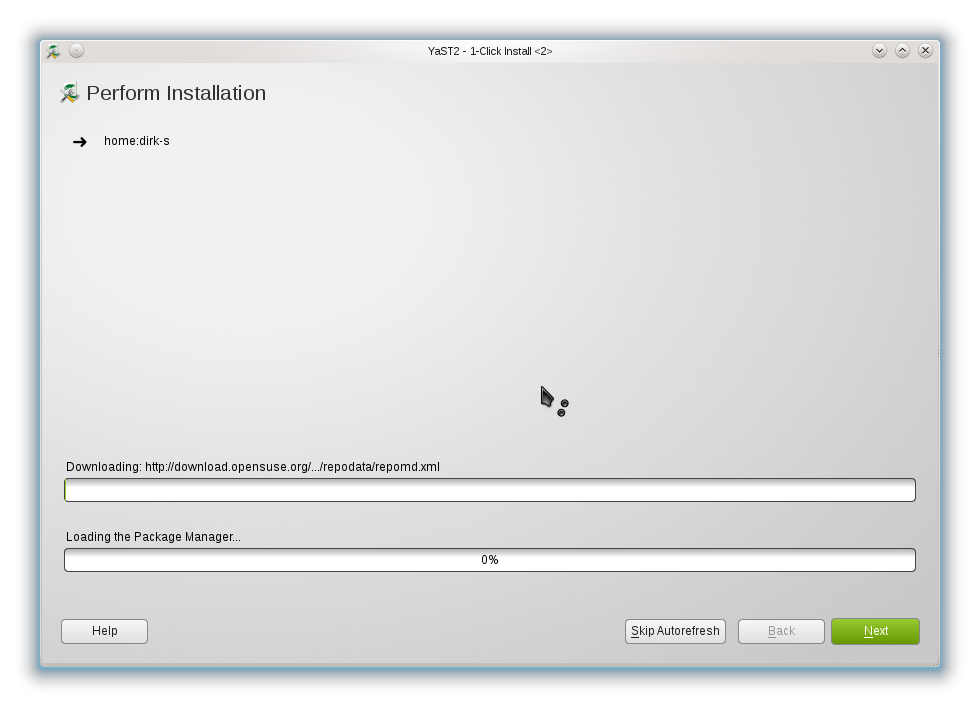 YaST2 - 1-Click Install <2>
Perform Installation
home:dirk-s
Downloading: http://download.opensuse.org/.../repodata/repomd.xml
Loading the Package Manager...
0%
Help Skip Autorefresh Back Next